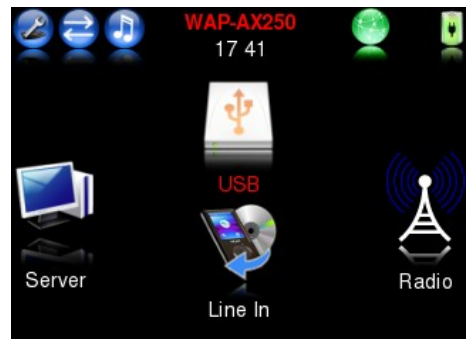 WAP-AX250
17 41
USB
Server
Radio
Line In